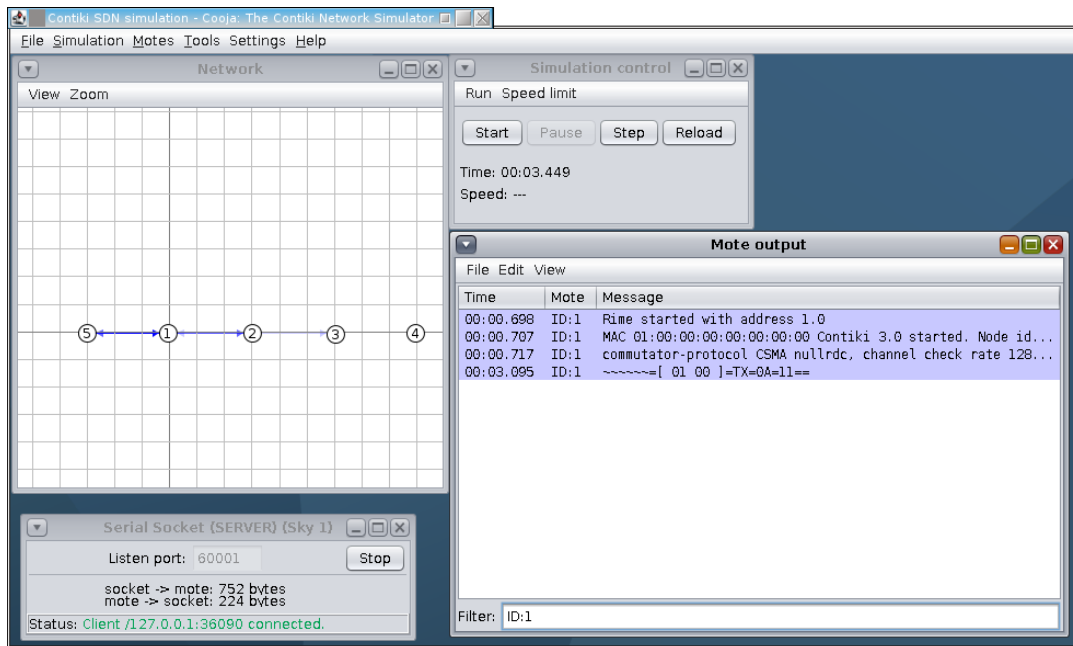 Contiki SDN simulation - Cooja: The Contiki Network Simulator
File Simulation Motes Tools Settings Help
Network
View Zoom
5 1 2 3 4
Simulation control
Run Speed limit
Start Pause Step Reload
Time: 00:03.449
Speed: ---
Mote output
File Edit View
Time Mote Message
00:00.698 ID:1 Rime started with address 1.0
00:00.707 ID:1 MAC 01:00:00:00:00:00:00:00 Contiki 3.0 started. Node id...
00:00.717 ID:1 commutator-protocol CSMA nullrdc, channel check rate 128...
00:03.095 ID:1 ~~~~~~=[ 01 00 ]=TX=0A=11==
Filter: ID:1
Serial Socket (SERVER) (Sky 1)
Listen port: 60001 Stop
socket -> mote: 752 bytes
mote -> socket: 224 bytes
Status: Client /127.0.0.1:36090 connected.